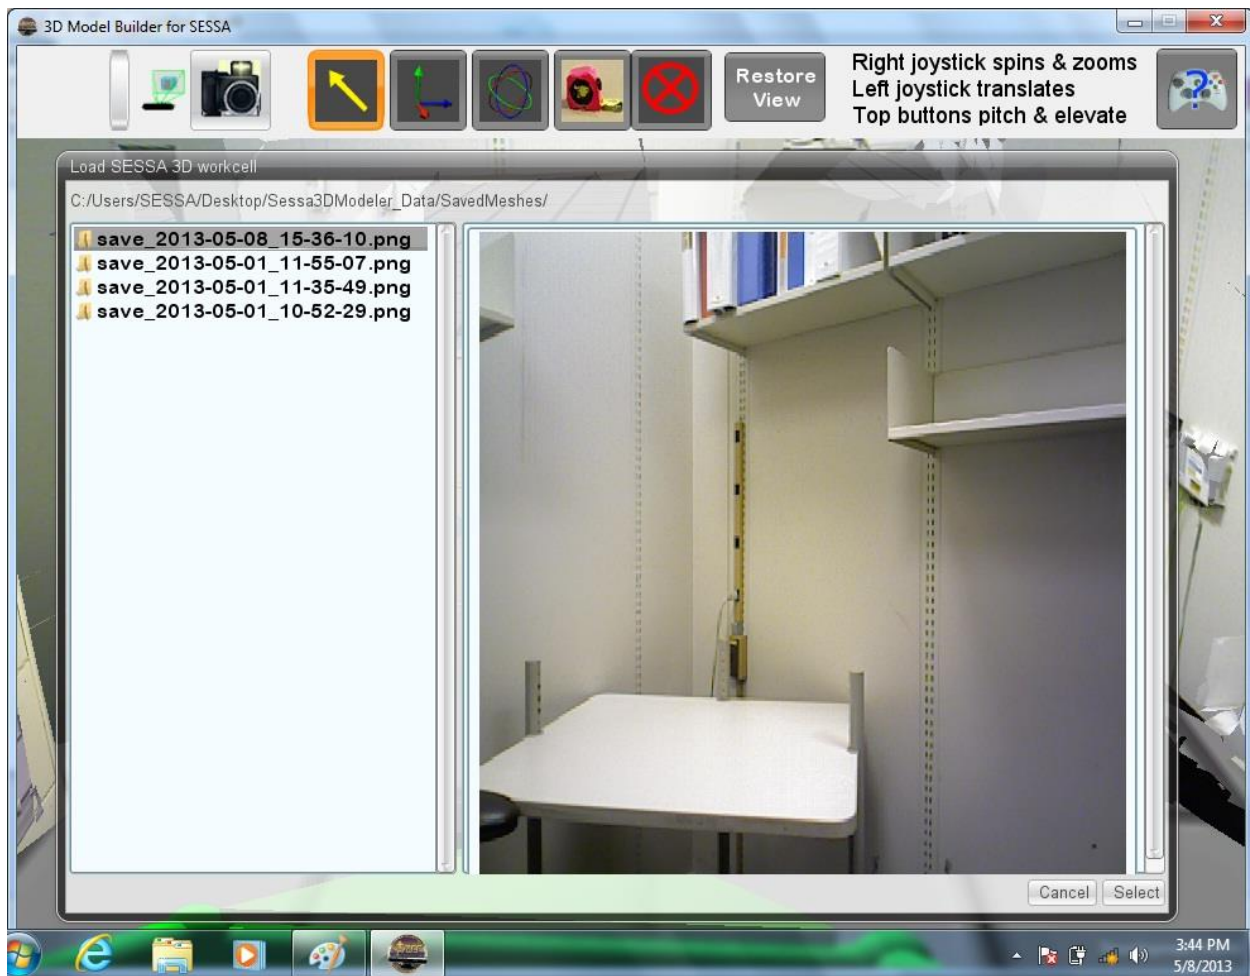 3D Model Builder for SESSA
Restore
View
Right joystick spins & zooms
Left joystick translates
Top buttons pitch & elevate
Load SESSA 3D workcell
C:/Users/SESSA/Desktop/Sessa3DModeler_Data/SavedMeshes/
save_2013-05-08_15-36-10.png
save_2013-05-01_11-55-07.png
save_2013-05-01_11-35-49.png
save_2013-05-01_10-52-29.png
Cancel
Select
3:44 PM
5/8/2013